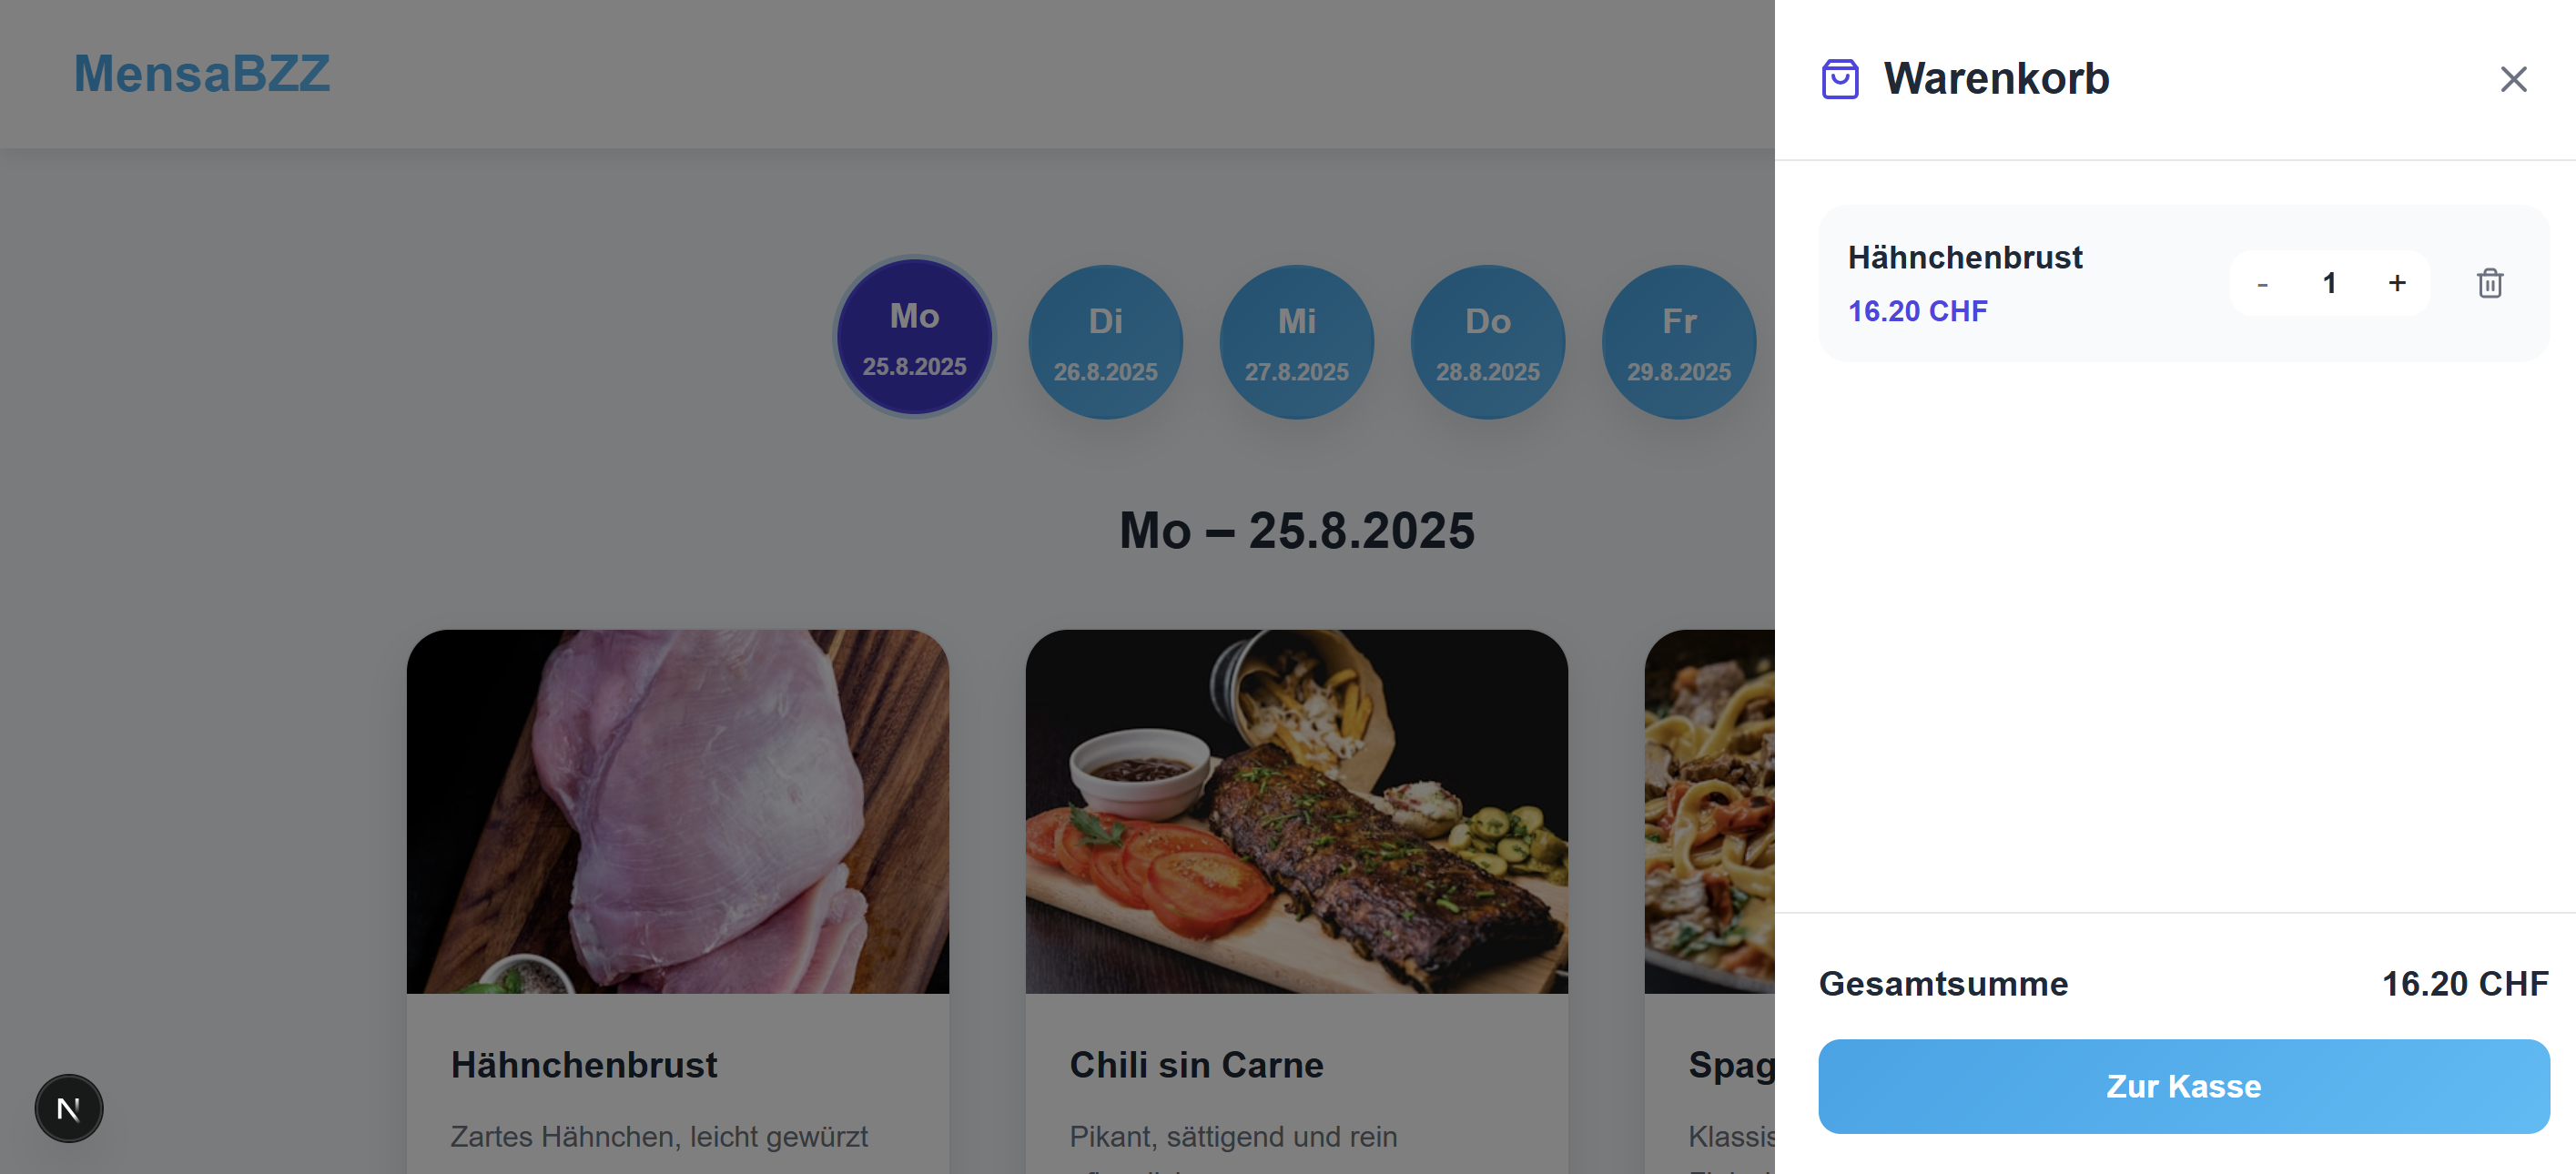 MensaBZZ
Mo
25.8.2025
Di
26.8.2025
Mi
27.8.2025
Do
28.8.2025
Fr
29.8.2025
Mo – 25.8.2025
Hähnchenbrust
Zartes Hähnchen, leicht gewürzt
Chili sin Carne
Pikant, sättigend und rein
Spag
Klassis
Warenkorb
Hähnchenbrust
16.20 CHF
- 1 +
Gesamtsumme 16.20 CHF
Zur Kasse
N